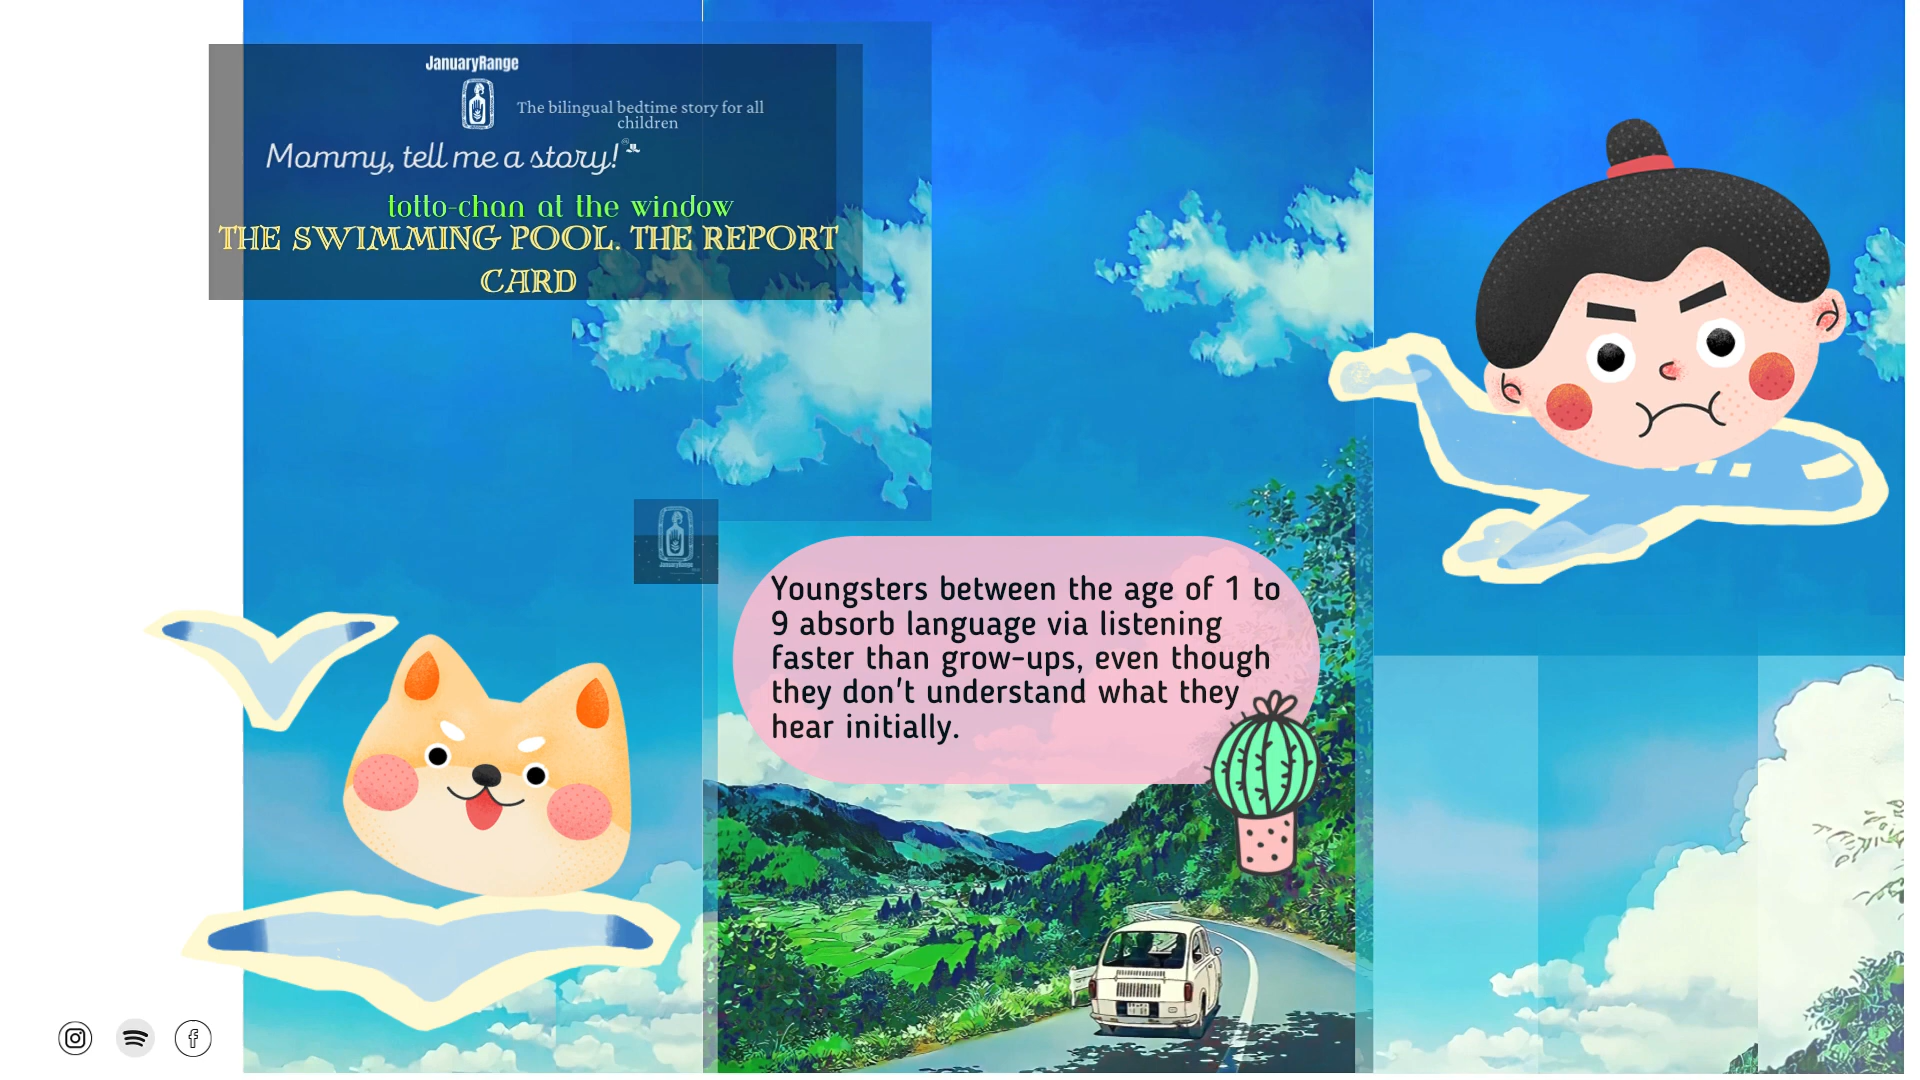 JanuaryRange
The bilingual bedtime story for all
children
Mommy, tell me a story!
totto-chan at the window
THE SWIMMING POOL. THE REPORT
CARD
JanuaryRange
Youngsters between the age of 1 to
9 absorb language via listening
faster than grow-ups, even though
they don't understand what they
hear initially.